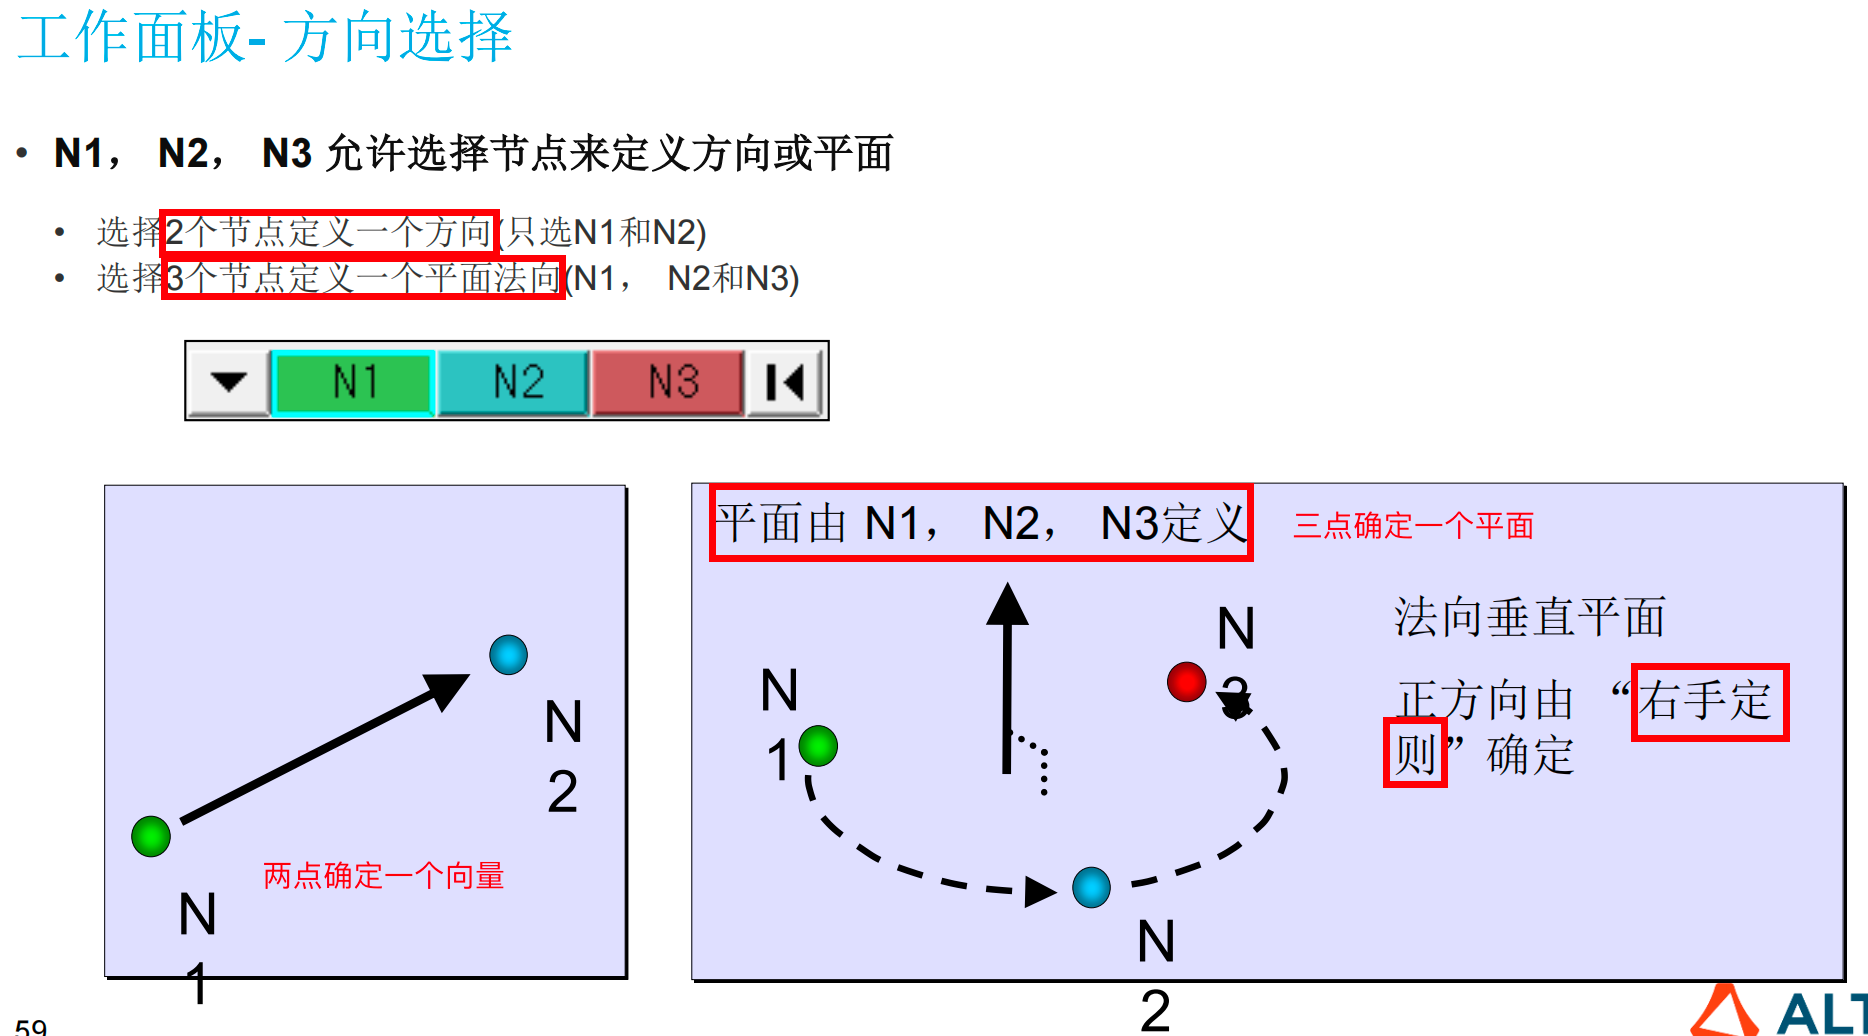 工作面板- 方向选择
• N1， N2， N3 允许选择节点来定义方向或平面
• 选择2个节点定义一个方向(只选N1和N2)
• 选择3个节点定义一个平面法向(N1， N2和N3)
N1 N2 N3
N
2
两点确定一个向量
N
1
平面由 N1， N2， N3定义
三点确定一个平面
N
3
N
1
法向垂直平面
正方向由 “右手定
则” 确定
N
2
59
ALT